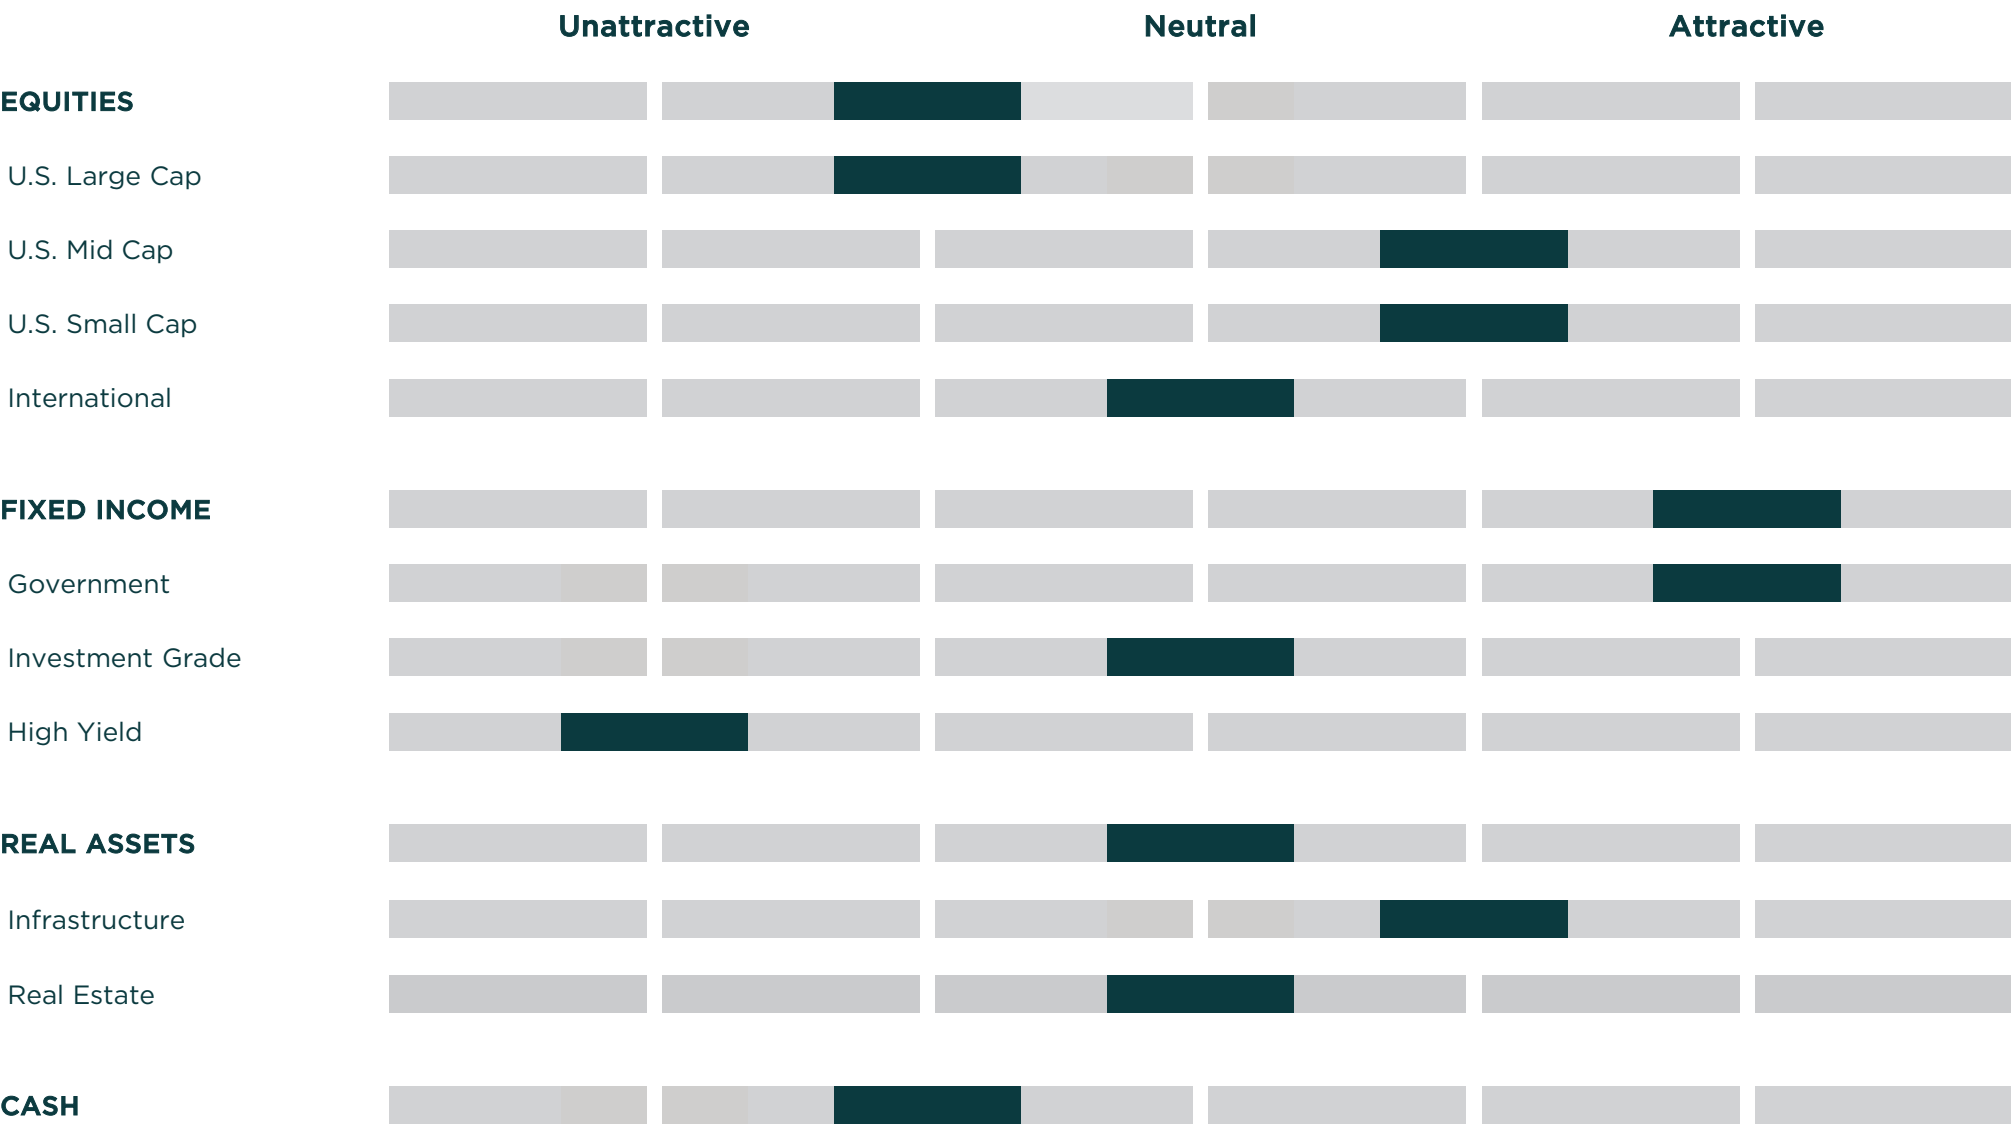 Unattractive Neutral Attractive
EQUITIES
U.S. Large Cap
U.S. Mid Cap
U.S. Small Cap
International
FIXED INCOME
Government
Investment Grade
High Yield
REAL ASSETS
Infrastructure
Real Estate
CASH